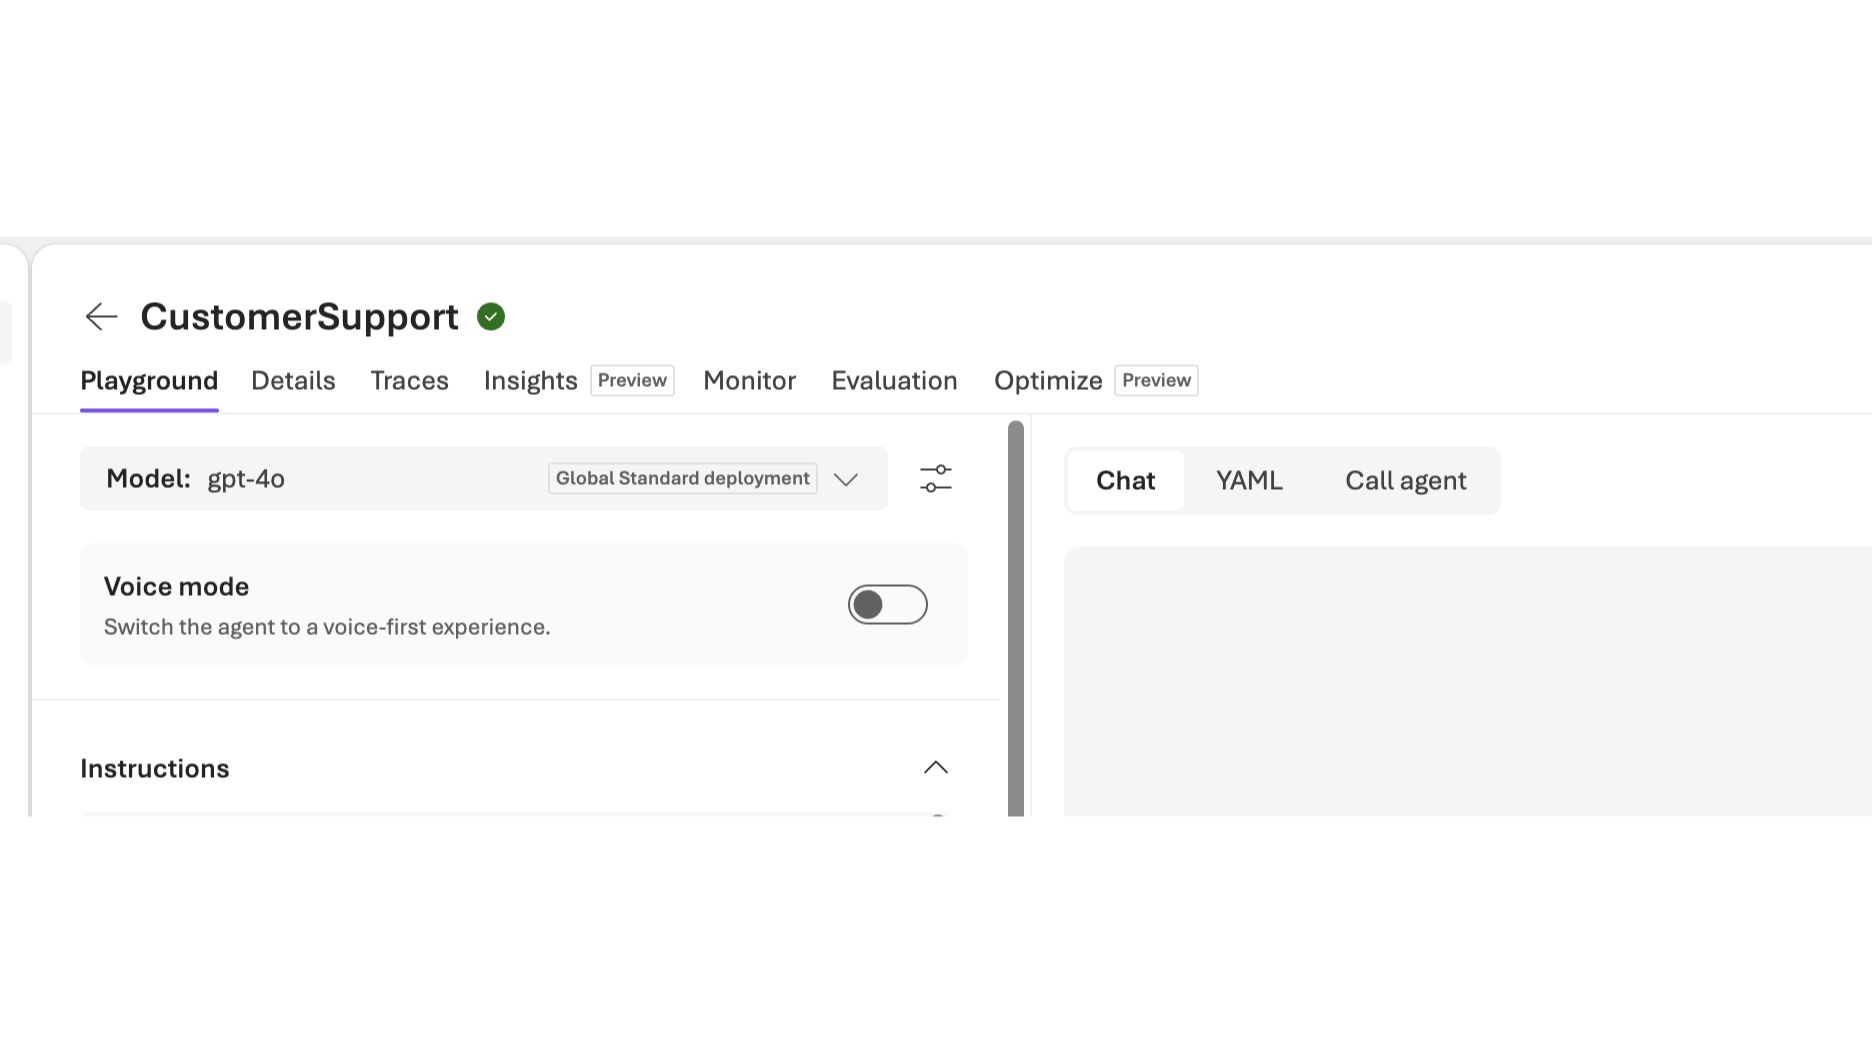 CustomerSupport
Playground Details Traces Insights Preview Monitor Evaluation Optimize Preview
Model: gpt-4o Global Standard deployment
Chat YAML Call agent
Voice mode
Switch the agent to a voice-first experience.
Instructions